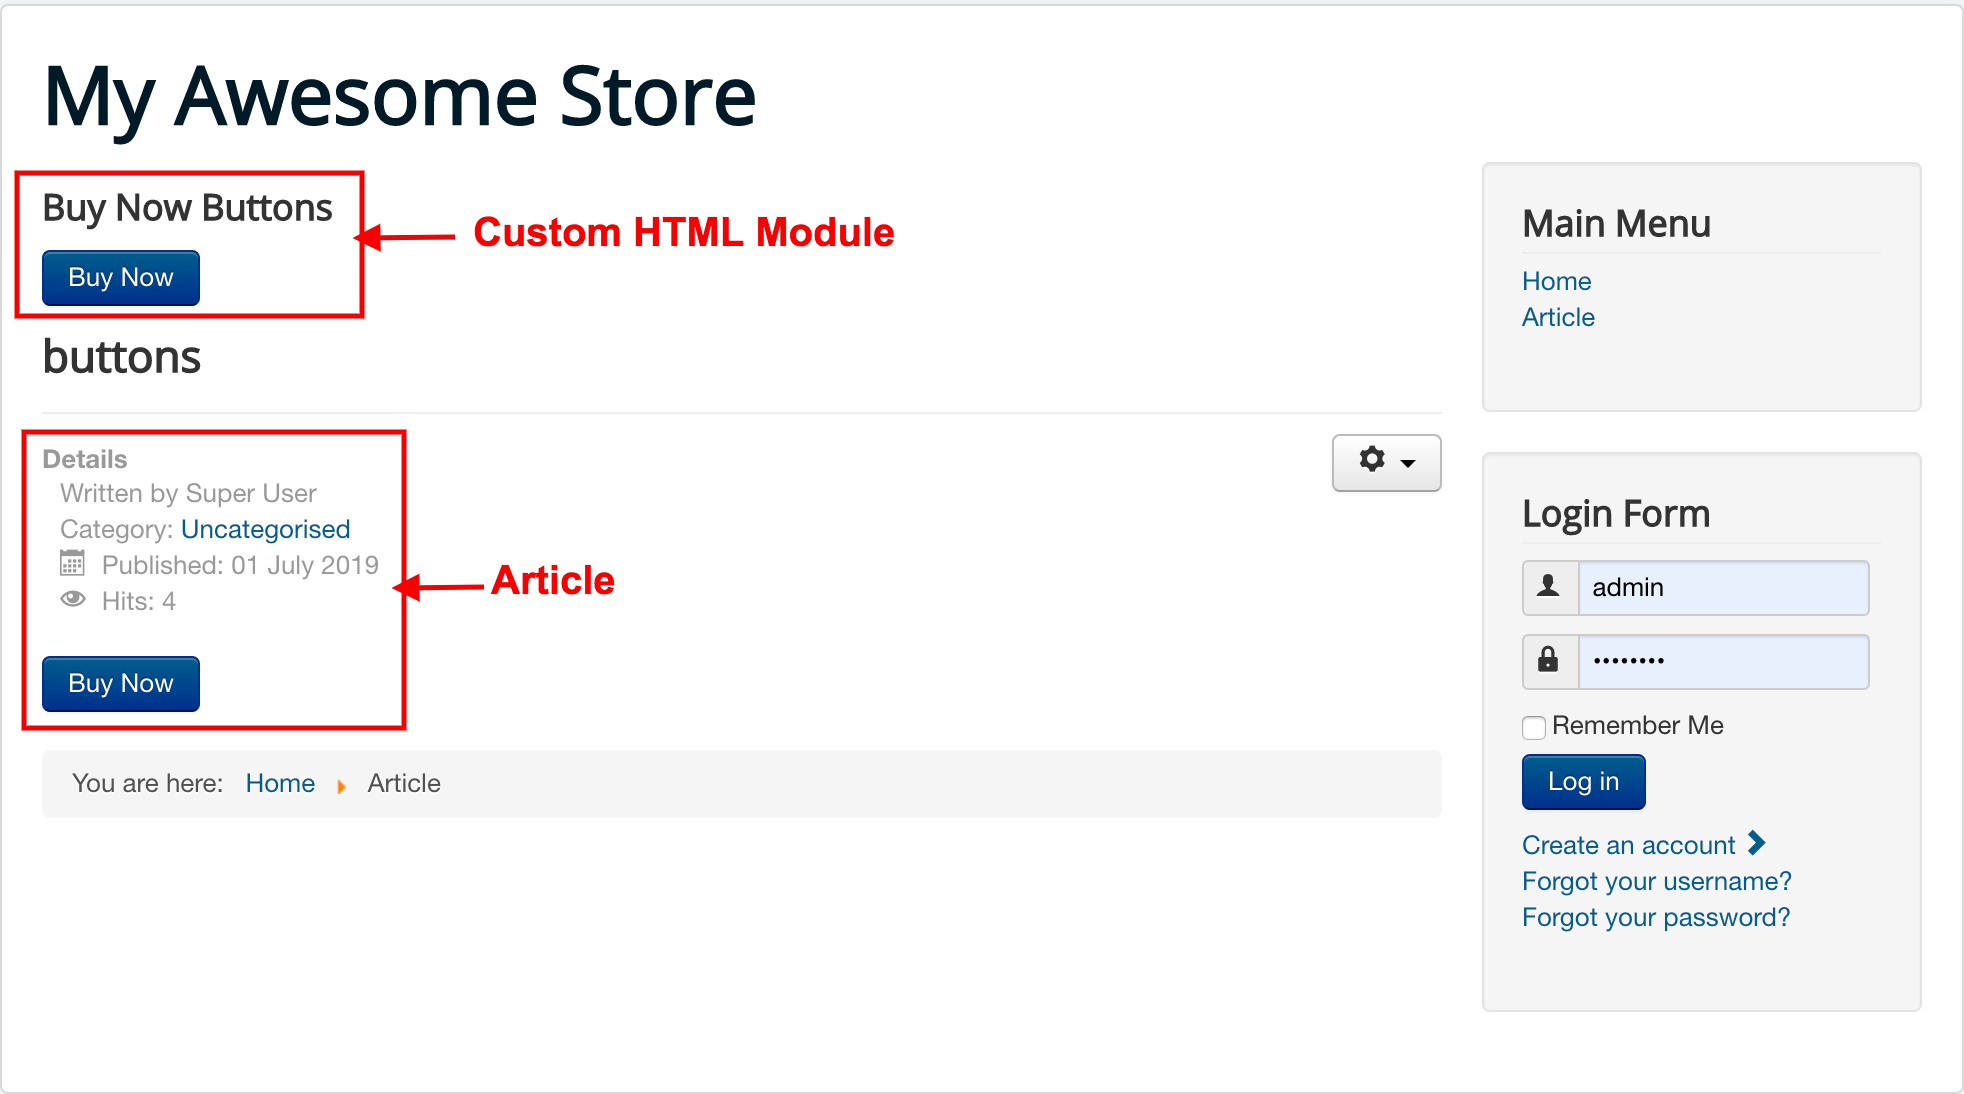 My Awesome Store
Buy Now Buttons
Custom HTML Module
Buy Now
buttons
Details
Written by Super User
Category: Uncategorised
Published: 01 July 2019
Hits: 4
Article
Buy Now
You are here: Home Article
Main Menu
Home
Article
Login Form
admin
••••••••
Remember Me
Log in
Create an account
Forgot your username?
Forgot your password?